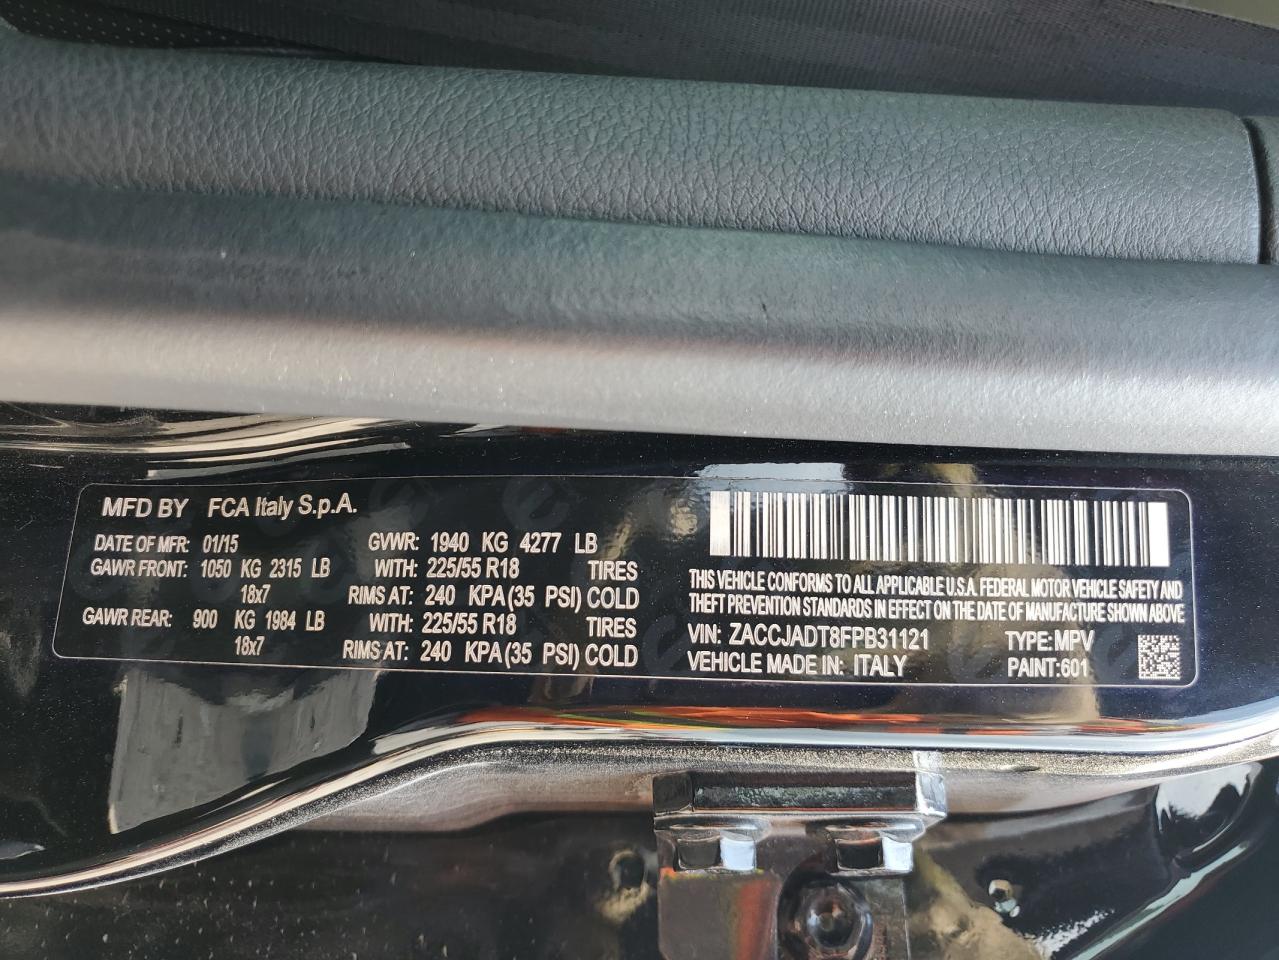 MFD BY FCA Italy S.p.A.
DATE OF MFR: 01/15 GVWR: 1940 KG 4277 LB
GAWR FRONT: 1050 KG 2315 LB WITH: 225/55 R18 TIRES
18x7 RIMS AT: 240 KPA(35 PSI) COLD
GAWR REAR: 900 KG 1984 LB WITH: 225/55 R18 TIRES
18x7 RIMS AT: 240 KPA(35 PSI) COLD
THIS VEHICLE CONFORMS TO ALL APPLICABLE U.S.A. FEDERAL MOTOR VEHICLE SAFETY AND
THEFT PREVENTION STANDARDS IN EFFECT ON THE DATE OF MANUFACTURE SHOWN ABOVE
VIN: ZACCJADT8FPB31121 TYPE:MPV
VEHICLE MADE IN: ITALY PAINT:601